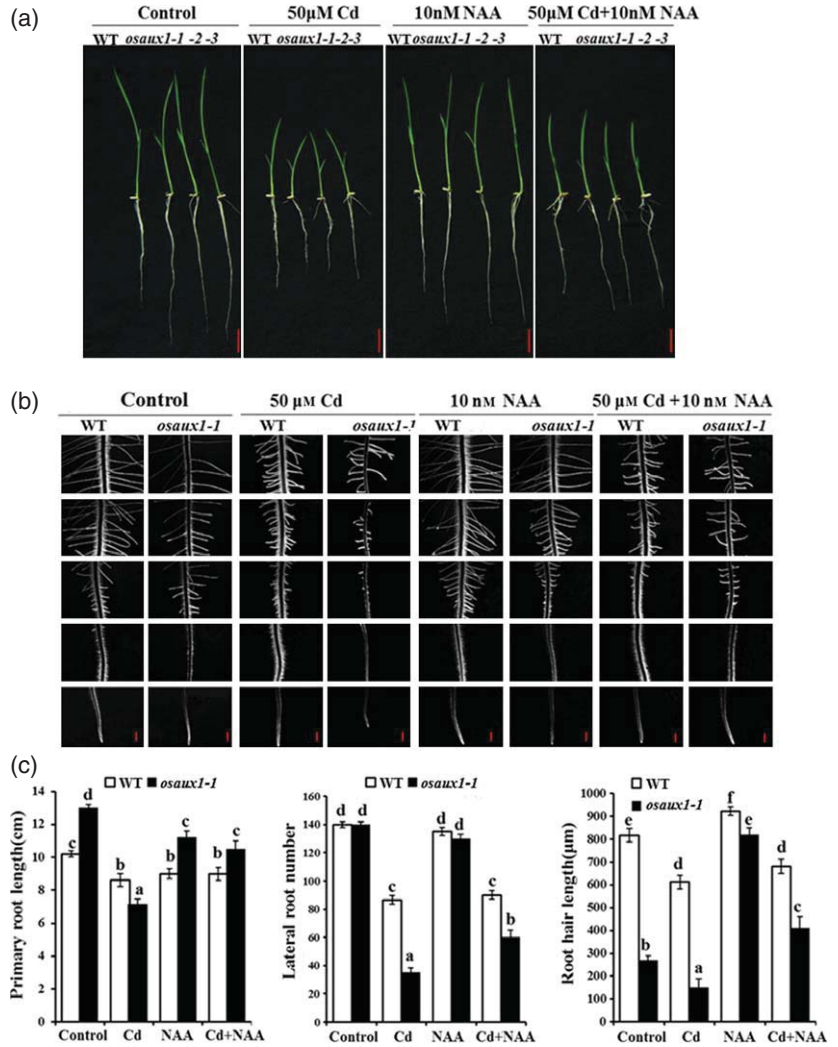 (a)
Control 50μM Cd 10nM NAA 50μM Cd+10nM NAA
WT osaux1-1 -2 -3 WT osaux1-1-2-3 WT osaux1-1 -2 -3 WT osaux1-1 -2 -3
(b)
Control 50 μM Cd 10 nM NAA 50 μM Cd +10 nM NAA
WT osaux1-1 WT osaux1-1 WT osaux1-1 WT osaux1-1
(c)
WT osaux1-1
Primary root length(cm)
14
12
10
8
6
4
2
0
c d b a b c b c
Control Cd NAA Cd+NAA
WT osaux1-1
Lateral root number
160
140
120
100
80
60
40
20
0
d d c a d d c b
Control Cd NAA Cd+NAA
WT
osaux1-1
Root hair length(μm)
1000
900
800
700
600
500
400
300
200
100
0
e b d a f e d c
Control Cd NAA Cd+NAA